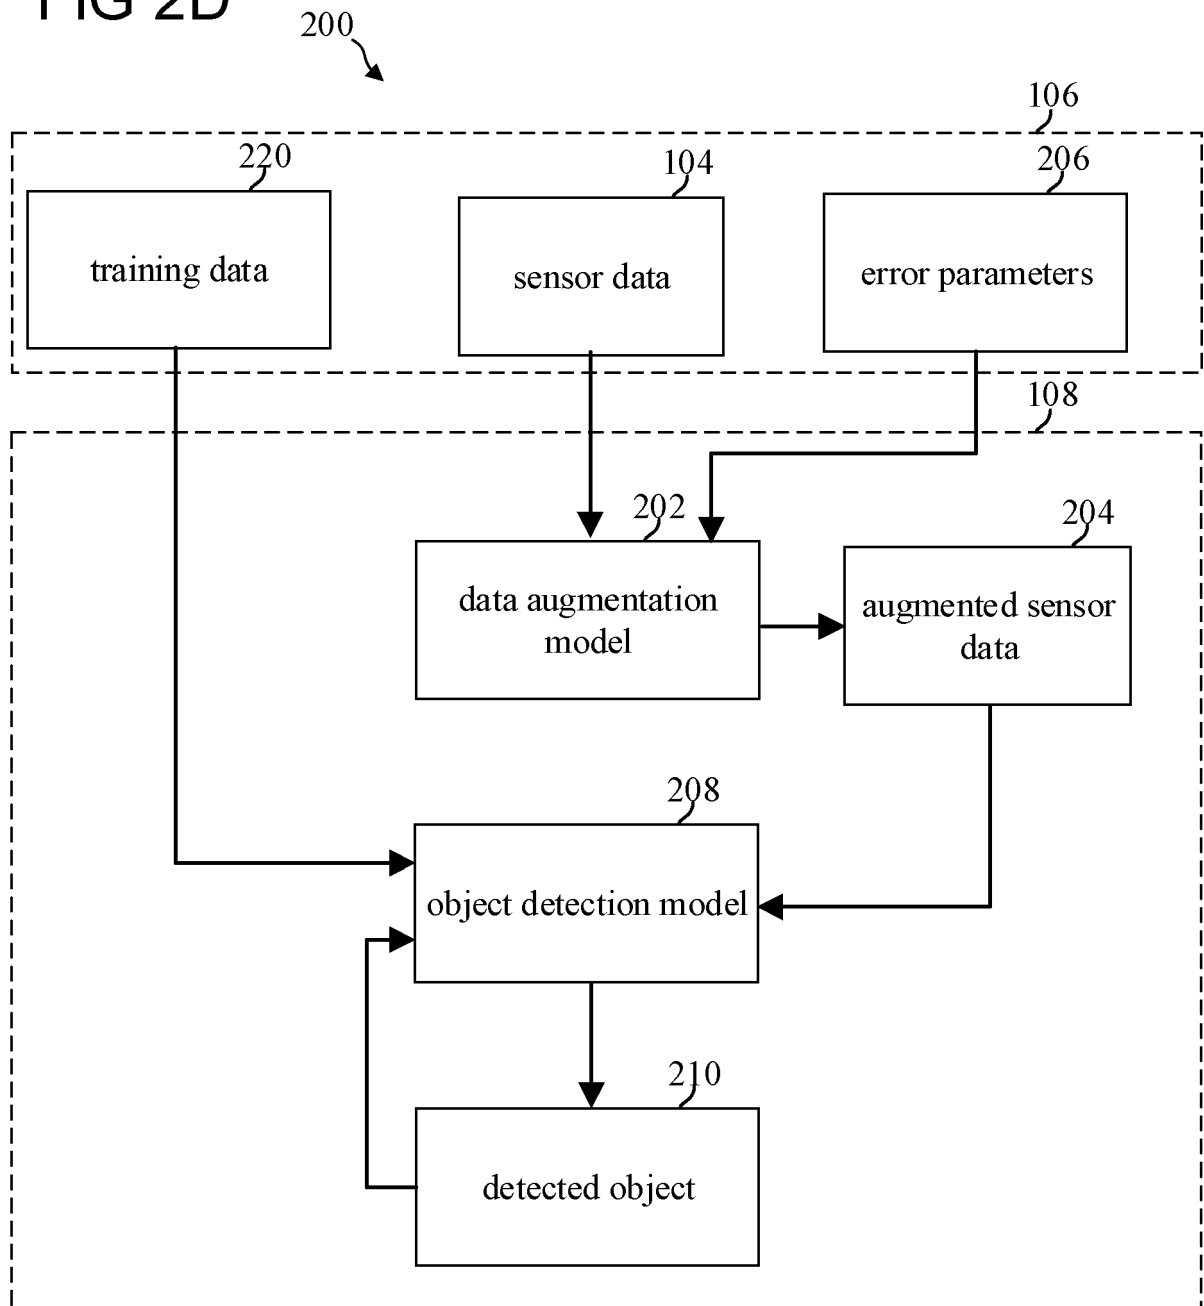 FIG 2D
200
106
220
104
206
training data
sensor data
error parameters
108
202
204
data augmentation
model
augmented sensor
data
208
object detection model
210
detected object